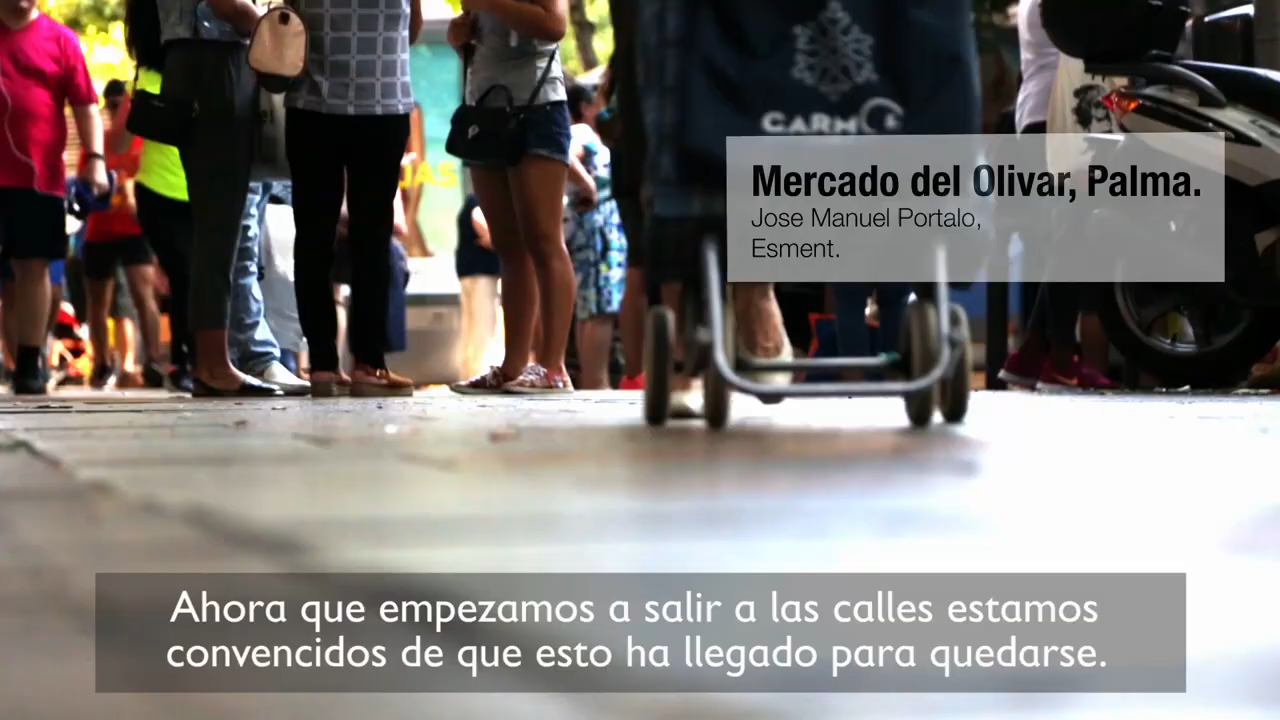 CARM
Mercado del Olivar, Palma.
Jose Manuel Portalo,
Esment.
Ahora que empezamos a salir a las calles estamos
convencidos de que esto ha llegado para quedarse.